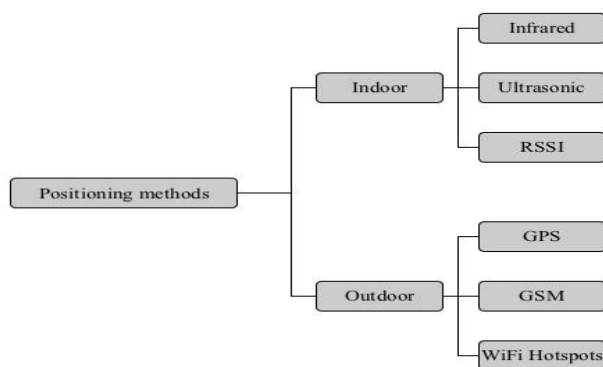 Positioning methods
Indoor
Infrared
Ultrasonic
RSSI
Outdoor
GPS
GSM
WiFi Hotspots